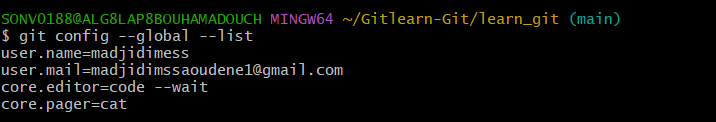 SONVO188@ALG8LAP8BOUHAMADOUCH MINGW64 ~/Gitlearn-Git/learn_git (main)
$ git config --global --list
user.name=madjidimess
user.mail=madjidimssaoudene1@gmail.com
core.editor=code --wait
core.pager=cat